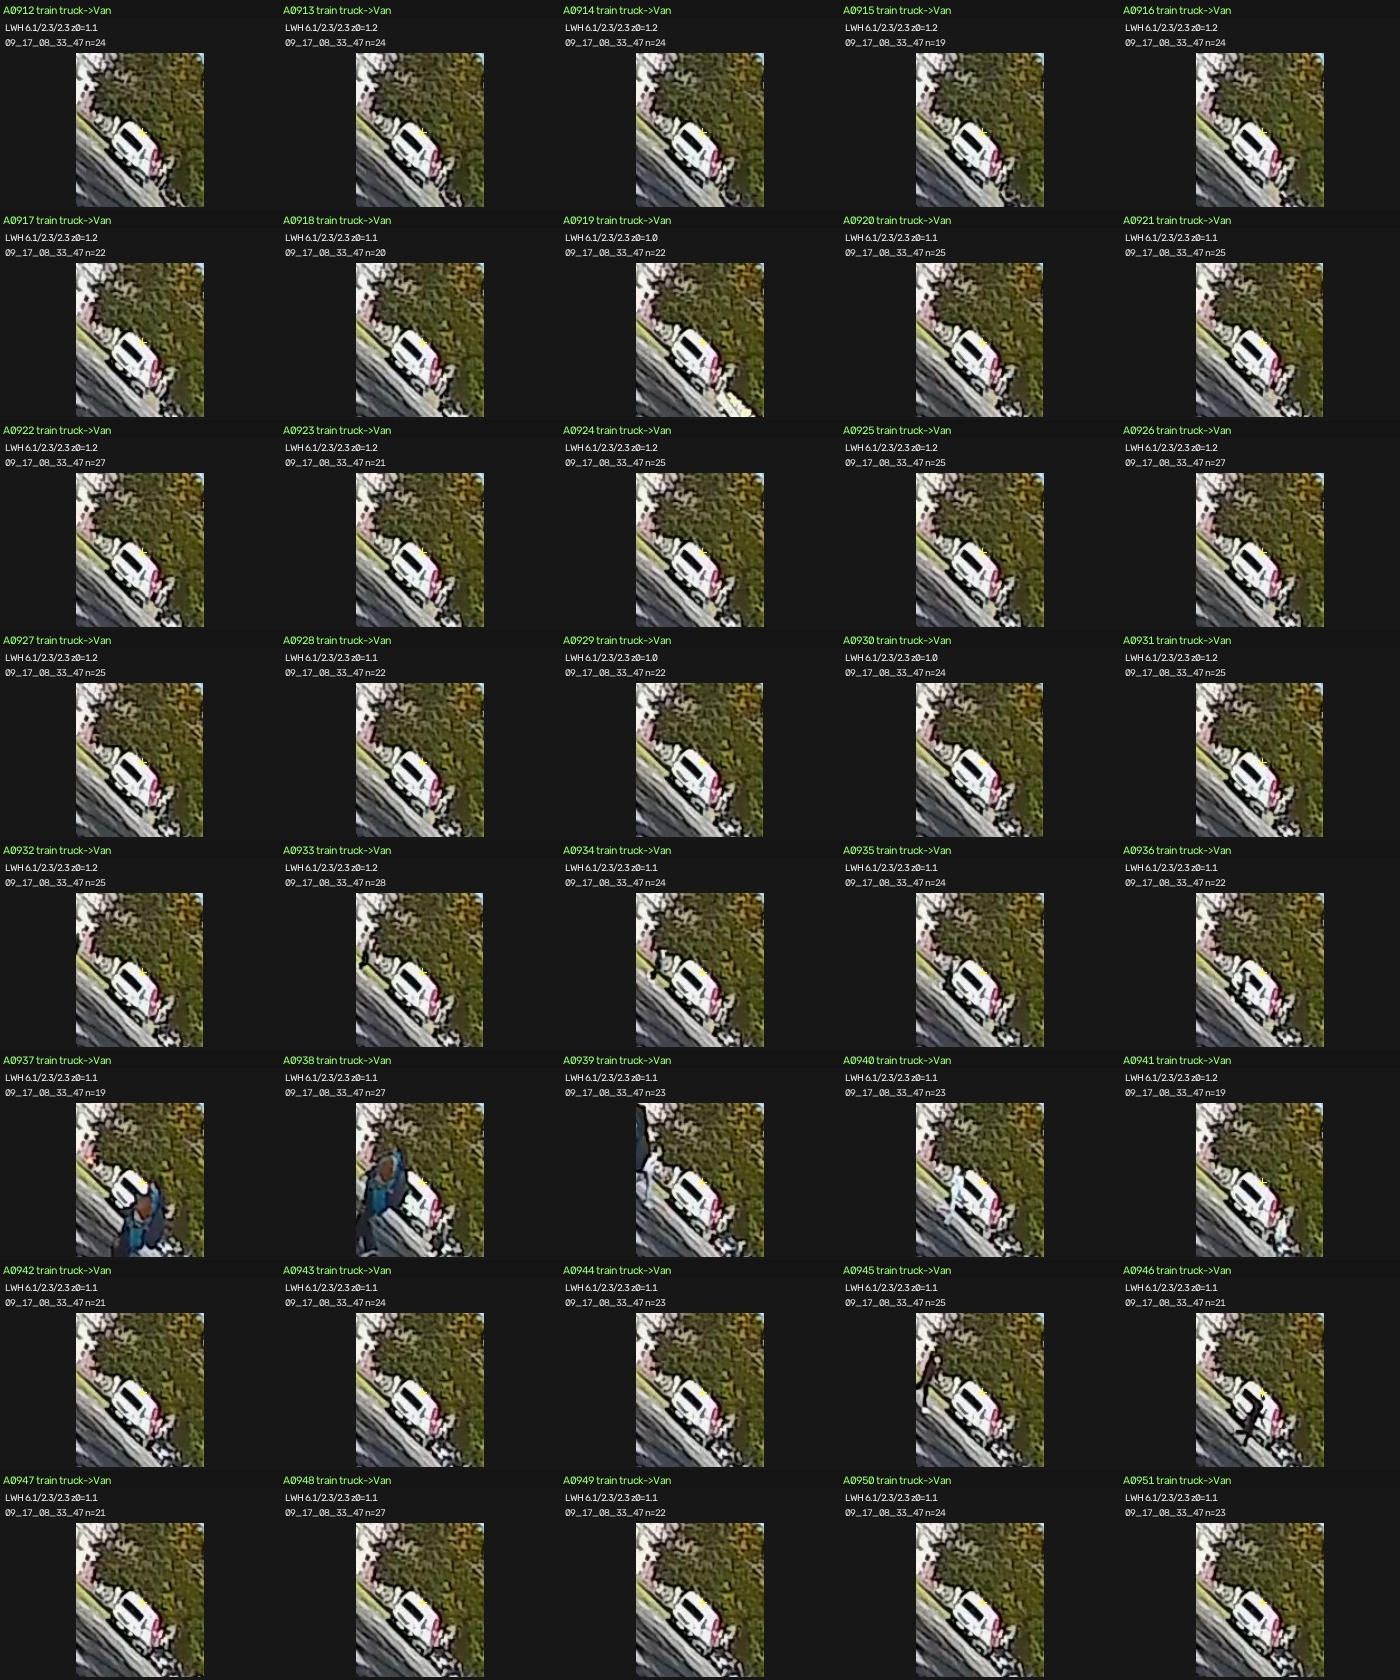 A0912 train truck->Van
LWH 6.1/2.3/2.3 z0=1.1
09_17_08_33_47 n=24
A0913 train truck->Van
LWH 6.1/2.3/2.3 z0=1.2
09_17_08_33_47 n=24
A0914 train truck->Van
LWH 6.1/2.3/2.3 z0=1.2
09_17_08_33_47 n=24
A0915 train truck->Van
LWH 6.1/2.3/2.3 z0=1.2
09_17_08_33_47 n=19
A0916 train truck->Van
LWH 6.1/2.3/2.3 z0=1.2
09_17_08_33_47 n=24
A0917 train truck->Van
LWH 6.1/2.3/2.3 z0=1.2
09_17_08_33_47 n=22
A0918 train truck->Van
LWH 6.1/2.3/2.3 z0=1.1
09_17_08_33_47 n=20
A0919 train truck->Van
LWH 6.1/2.3/2.3 z0=1.0
09_17_08_33_47 n=22
A0920 train truck->Van
LWH 6.1/2.3/2.3 z0=1.1
09_17_08_33_47 n=25
A0921 train truck->Van
LWH 6.1/2.3/2.3 z0=1.1
09_17_08_33_47 n=25
A0922 train truck->Van
LWH 6.1/2.3/2.3 z0=1.2
09_17_08_33_47 n=27
A0923 train truck->Van
LWH 6.1/2.3/2.3 z0=1.2
09_17_08_33_47 n=21
A0924 train truck->Van
LWH 6.1/2.3/2.3 z0=1.2
09_17_08_33_47 n=25
A0925 train truck->Van
LWH 6.1/2.3/2.3 z0=1.2
09_17_08_33_47 n=25
A0926 train truck->Van
LWH 6.1/2.3/2.3 z0=1.2
09_17_08_33_47 n=27
A0927 train truck->Van
LWH 6.1/2.3/2.3 z0=1.2
09_17_08_33_47 n=25
A0928 train truck->Van
LWH 6.1/2.3/2.3 z0=1.1
09_17_08_33_47 n=22
A0929 train truck->Van
LWH 6.1/2.3/2.3 z0=1.0
09_17_08_33_47 n=22
A0930 train truck->Van
LWH 6.1/2.3/2.3 z0=1.0
09_17_08_33_47 n=24
A0931 train truck->Van
LWH 6.1/2.3/2.3 z0=1.2
09_17_08_33_47 n=25
A0932 train truck->Van
LWH 6.1/2.3/2.3 z0=1.2
09_17_08_33_47 n=25
A0933 train truck->Van
LWH 6.1/2.3/2.3 z0=1.2
09_17_08_33_47 n=28
A0934 train truck->Van
LWH 6.1/2.3/2.3 z0=1.1
09_17_08_33_47 n=24
A0935 train truck->Van
LWH 6.1/2.3/2.3 z0=1.1
09_17_08_33_47 n=24
A0936 train truck->Van
LWH 6.1/2.3/2.3 z0=1.1
09_17_08_33_47 n=22
A0937 train truck->Van
LWH 6.1/2.3/2.3 z0=1.1
09_17_08_33_47 n=19
A0938 train truck->Van
LWH 6.1/2.3/2.3 z0=1.1
09_17_08_33_47 n=27
A0939 train truck->Van
LWH 6.1/2.3/2.3 z0=1.1
09_17_08_33_47 n=23
A0940 train truck->Van
LWH 6.1/2.3/2.3 z0=1.1
09_17_08_33_47 n=23
A0941 train truck->Van
LWH 6.1/2.3/2.3 z0=1.2
09_17_08_33_47 n=19
A0942 train truck->Van
LWH 6.1/2.3/2.3 z0=1.1
09_17_08_33_47 n=21
A0943 train truck->Van
LWH 6.1/2.3/2.3 z0=1.1
09_17_08_33_47 n=24
A0944 train truck->Van
LWH 6.1/2.3/2.3 z0=1.1
09_17_08_33_47 n=23
A0945 train truck->Van
LWH 6.1/2.3/2.3 z0=1.1
09_17_08_33_47 n=25
A0946 train truck->Van
LWH 6.1/2.3/2.3 z0=1.1
09_17_08_33_47 n=21
A0947 train truck->Van
LWH 6.1/2.3/2.3 z0=1.1
09_17_08_33_47 n=21
A0948 train truck->Van
LWH 6.1/2.3/2.3 z0=1.1
09_17_08_33_47 n=27
A0949 train truck->Van
LWH 6.1/2.3/2.3 z0=1.1
09_17_08_33_47 n=22
A0950 train truck->Van
LWH 6.1/2.3/2.3 z0=1.1
09_17_08_33_47 n=24
A0951 train truck->Van
LWH 6.1/2.3/2.3 z0=1.1
09_17_08_33_47 n=23